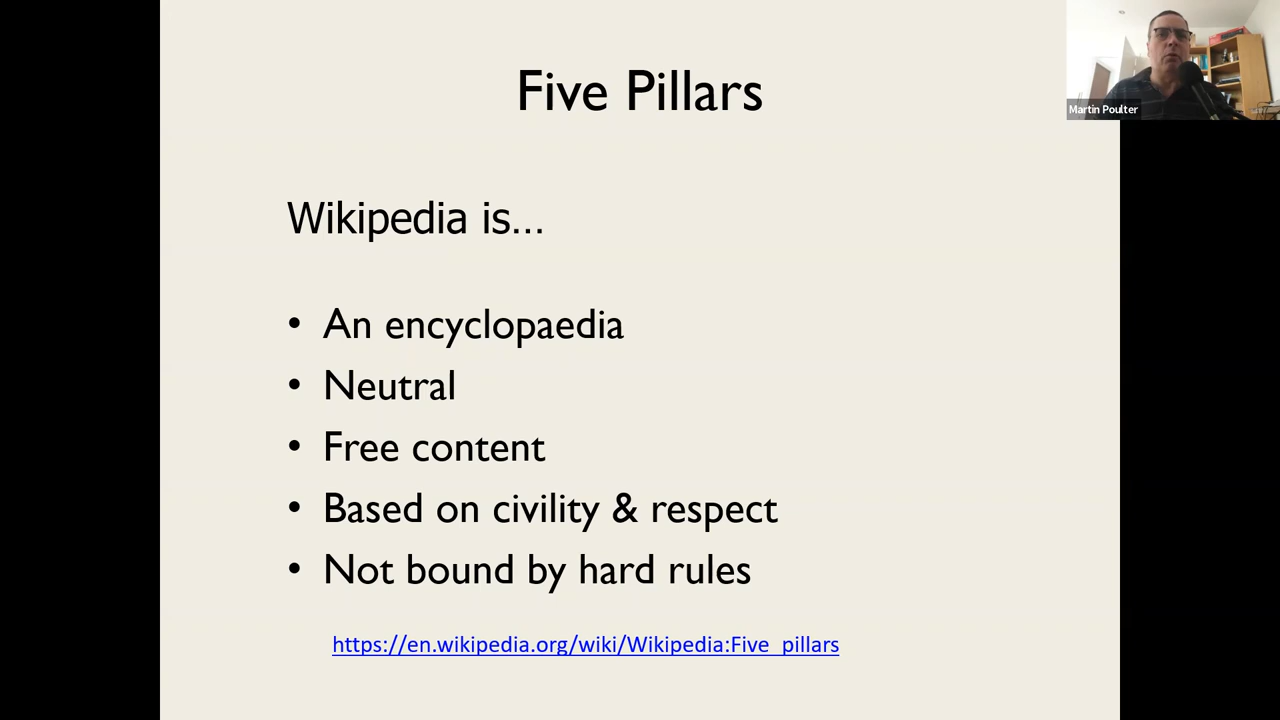 Five Pillars
Martin Poulter
Wikipedia is...
• An encyclopaedia
• Neutral
• Free content
• Based on civility & respect
• Not bound by hard rules
https://en.wikipedia.org/wiki/Wikipedia:Five_pillars